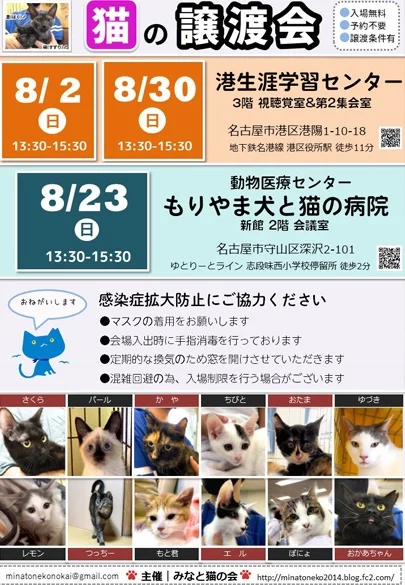 猫の譲渡会
●入場無料
●予約不要
●譲渡条件有
8/2
日
13:30-15:30
8/30
日
13:30-15:30
港生涯学習センター
3階 視聴覚室&第2集会室
名古屋市港区港陽1-10-18
地下鉄名港線 港区役所駅 徒歩11分
8/23
日
13:30-15:30
動物医療センター
もりやま犬と猫の病院
新館 2階 会議室
名古屋市守山区深沢2-101
ゆとりーとライン 志段味西小学校停留所 徒歩2分
おねがいします
感染症拡大防止にご協力ください
●マスクの着用をお願いします
●会場入出時に手指消毒を行っております
●定期的な換気のため窓を開けさせていただきます
●混雑回避の為、入場制限を行う場合がございます
さくら パール かや ちびと おたま ゆづき
レモン つっちー もと君 エル ぽにょ おかあちゃん
minatonekonokai@gmail.com 主催|みなと猫の会 http://minatoneko2014.blog.fc2.com/